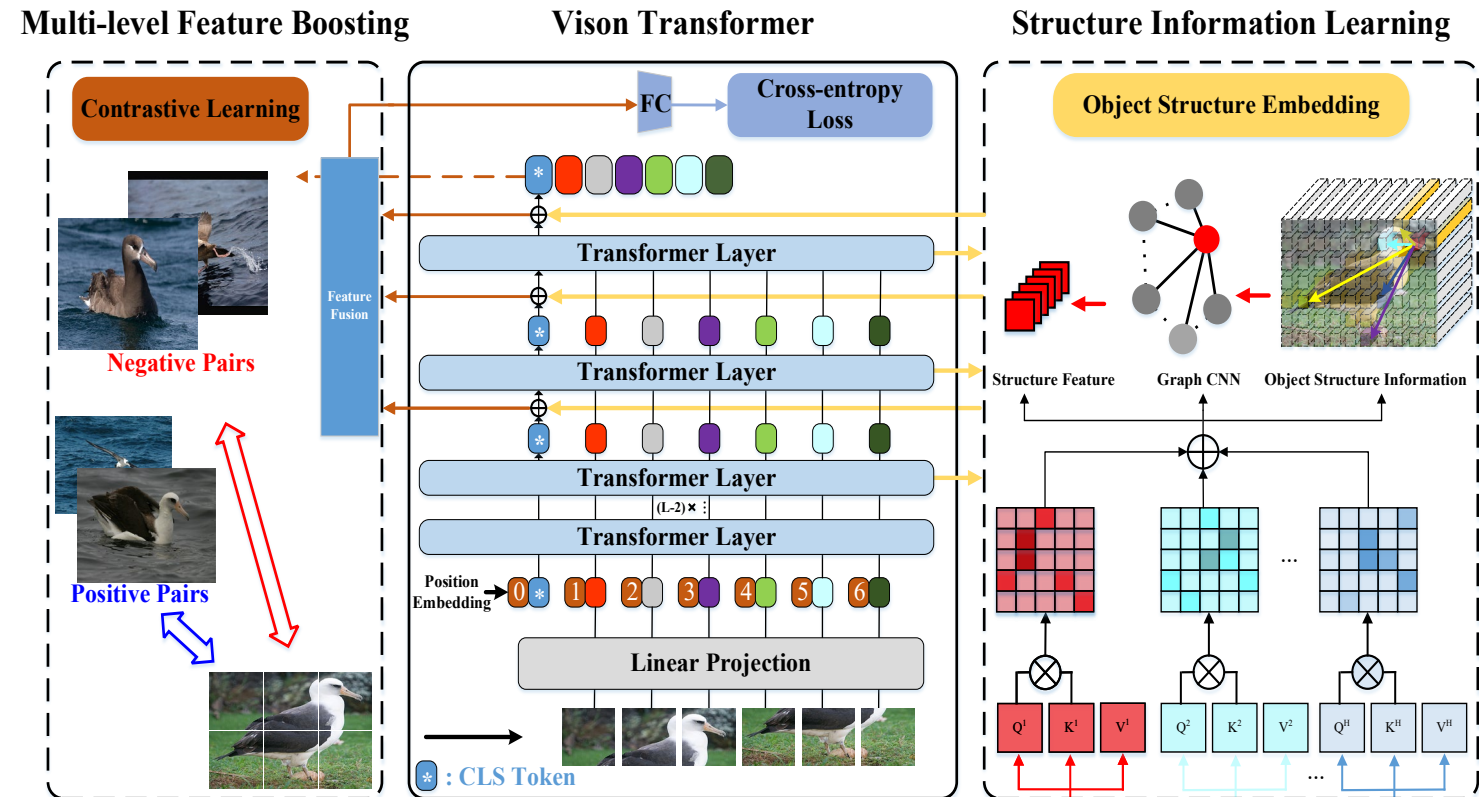 Multi-level Feature Boosting
Vison Transformer
Structure Information Learning
Contrastive Learning
Negative Pairs
Positive Pairs
Feature
Fusion
FC
Cross-entropy
Loss
*
Transformer Layer
*
Transformer Layer
*
Transformer Layer
(L-2)× ⋮
Transformer Layer
Position
Embedding
0 * 1 2 3 4 5 6
Linear Projection
* : CLS Token
Object Structure Embedding
Structure Feature
Graph CNN
Object Structure Information
...
Q¹ K¹ V¹ Q² K² V² Qᴴ Kᴴ Vᴴ
...